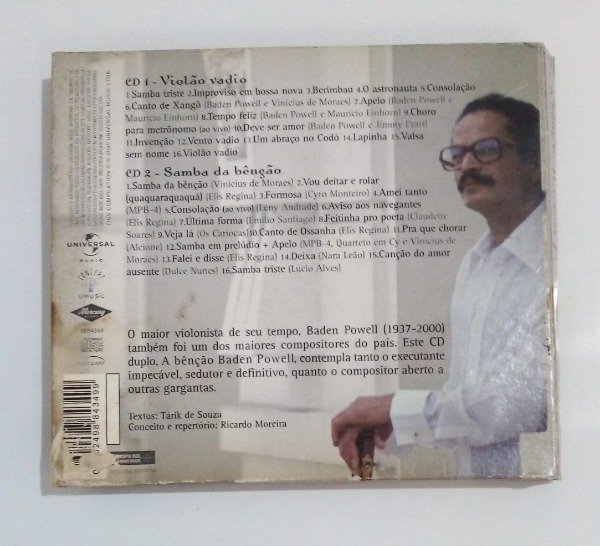 CD 1 - Violão vadio
1.Samba triste 2.Improviso em bossa nova 3.Berimbau 4.O astronauta 5.Consolação
6.Canto de Xangô (Baden Powell e Vinicius de Moraes) 7.Apelo (Baden Powell e
Maurício Einhorn) 8.Tempo feliz (Baden Powell e Maurício Einhorn) 9.Choro
para metrônomo (ao vivo) 10.Deve ser amor (Baden Powell e Jimmy Pratt)
11.Invenção 12.Vento vadio 13.Um abraço no Codó 14.Lapinha 15.Valsa
sem nome 16.Violão vadio
CD 2 - Samba da bênção
1.Samba da bênção (Vinicius de Moraes) 2.Vou deitar e rolar
(quaquaraquaquá) (Elis Regina) 3.Formosa (Cyro Monteiro) 4.Amei tanto
(MPB-4) 5.Consolação (ao vivo) (Leny Andrade) 6.Aviso aos navegantes
(Elis Regina) 7.Última forma (Emílio Santiago) 8.Feitinha pro poeta (Claudette
Soares) 9.Veja lá (Os Cariocas) 10.Canto de Ossanha (Elis Regina) 11.Pra que chorar
(Alcione) 12.Samba em prelúdio + Apelo (MPB-4, Quarteto em Cy e Vinicius de
Moraes) 13.Falei e disse (Elis Regina) 14.Deixa (Nara Leão) 15.Canção do amor
ausente (Dulce Nunes) 16.Samba triste (Lucio Alves)
UNIVERSAL
MUSIC
UMUSIC
Mercury
O maior violonista de seu tempo, Baden Powell (1937-2000)
também foi um dos maiores compositores do país. Este CD
duplo, A bênção Baden Powell, contempla tanto o executante
impecável, sedutor e definitivo, quanto o compositor aberto a
outras gargantas.
Textos: Tárik de Souza
Conceito e repertório: Ricardo Moreira